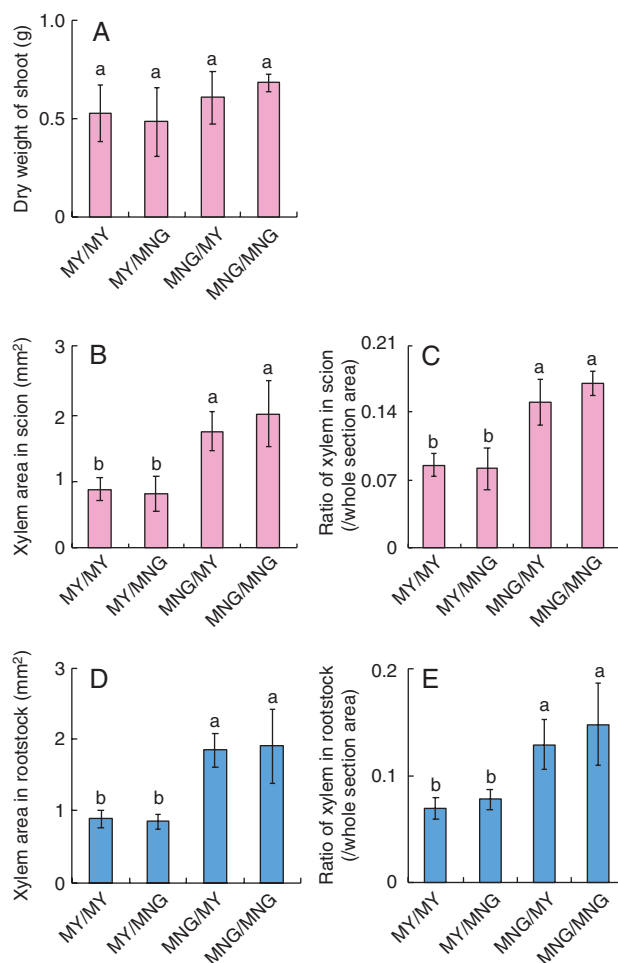 A
Dry weight of shoot (g)
1
0.5
0
a
a
a
a
MY/MY
MY/MNG
MNG/MY
MNG/MNG
B
Xylem area in scion (mm²)
3
2
1
0
b
b
a
a
MY/MY
MY/MNG
MNG/MY
MNG/MNG
C
Ratio of xylem in scion
(/whole section area)
0.21
0.14
0.07
0
b
b
a
a
MY/MY
MY/MNG
MNG/MY
MNG/MNG
D
Xylem area in rootstock (mm²)
3
2
1
0
b
b
a
a
MY/MY
MY/MNG
MNG/MY
MNG/MNG
E
Ratio of xylem in rootstock
(/whole section area)
0.2
0.1
0
b
b
a
a
MY/MY
MY/MNG
MNG/MY
MNG/MNG